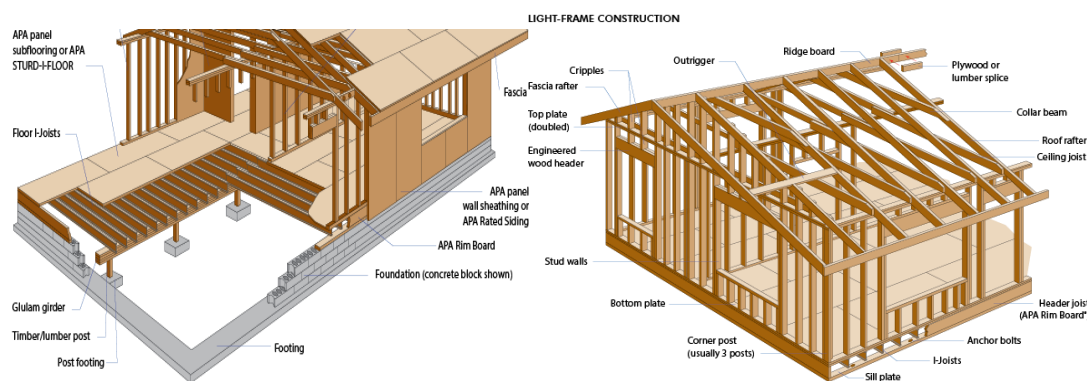 APA panel
subflooring or APA
STURD-I-FLOOR
Floor I-Joists
Glulam girder
Timber/lumber post
Post footing
Footing
Foundation (concrete block shown)
APA Rim Board
APA panel
wall sheathing or
APA Rated Siding
Fascia
LIGHT-FRAME CONSTRUCTION
Cripples
Fascia rafter
Top plate
(doubled)
Engineered
wood header
Stud walls
Bottom plate
Corner post
(usually 3 posts)
Sill plate
Outrigger
Ridge board
Plywood or
lumber splice
Collar beam
Roof rafter
Ceiling joist
Header joist
(APA Rim Board®
Anchor bolts
I-Joists